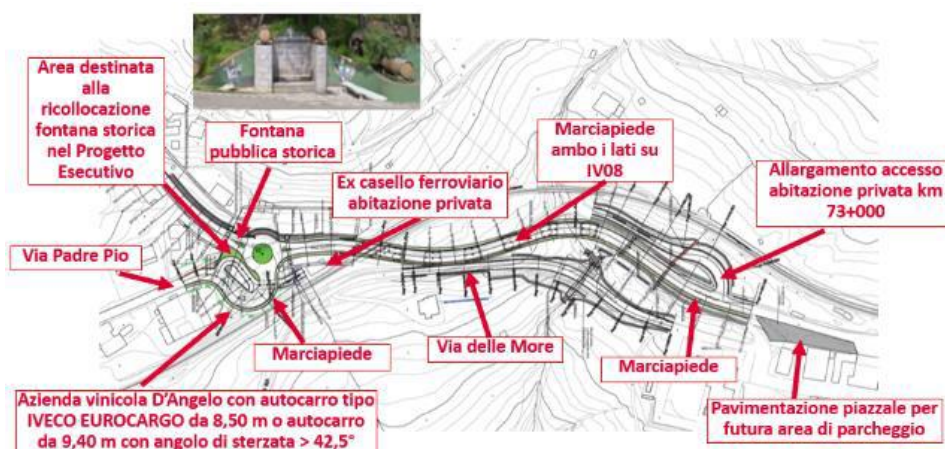 Area destinata
alla
ricollocazione
fontana storica
nel Progetto
Esecutivo
Fontana
pubblica storica
Ex casello ferroviario
abitazione privata
Marciapiede
ambo i lati su
IV08
Allargamento accesso
abitazione privata km
73+000
Via Padre Pio
Marciapiede
Via delle More
Marciapiede
Azienda vinicola D’Angelo con autocarro tipo
IVECO EUROCARGO da 8,50 m o autocarro
da 9,40 m con angolo di sterzata > 42,5°
Pavimentazione piazzale per
futura area di parcheggio